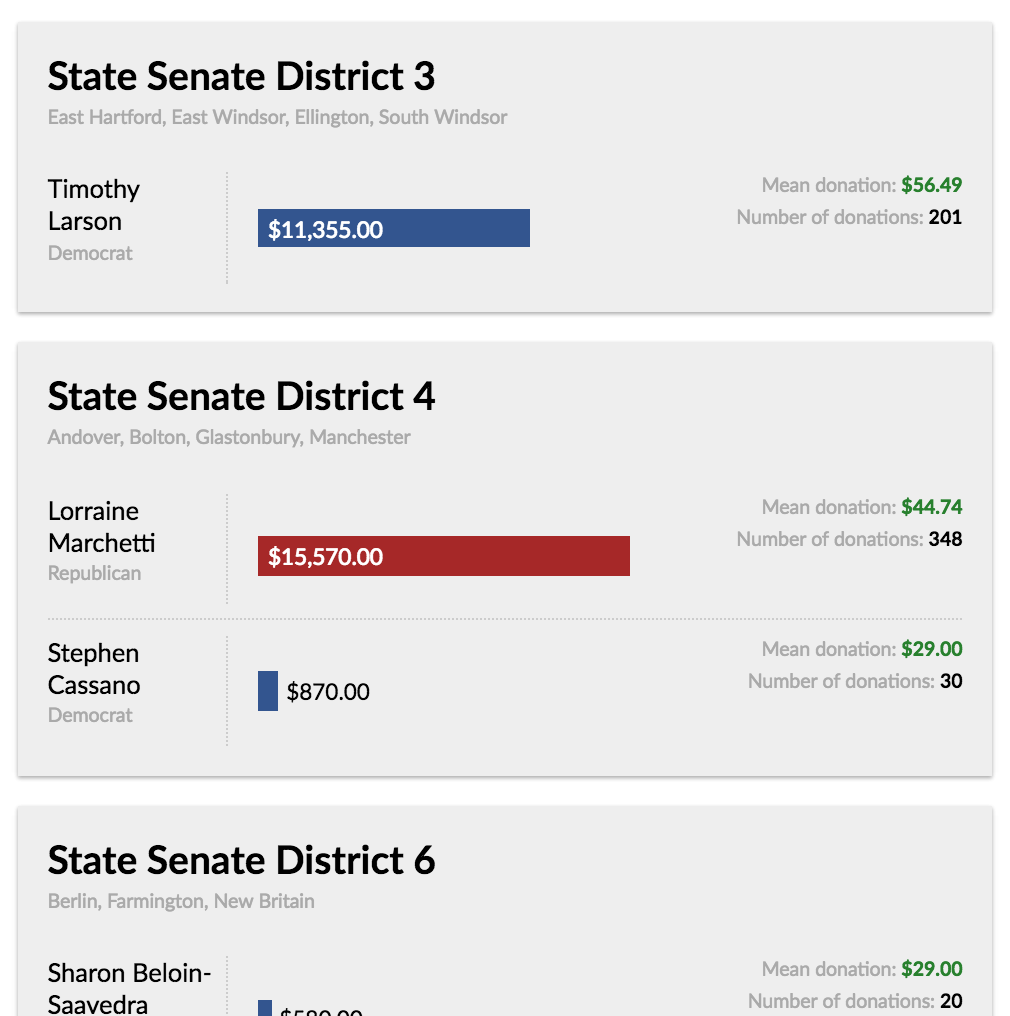 State Senate District 3
East Hartford, East Windsor, Ellington, South Windsor
Timothy
Larson
Democrat
$11,355.00
Mean donation: $56.49
Number of donations: 201
State Senate District 4
Andover, Bolton, Glastonbury, Manchester
Lorraine
Marchetti
Republican
$15,570.00
Mean donation: $44.74
Number of donations: 348
Stephen
Cassano
Democrat
$870.00
Mean donation: $29.00
Number of donations: 30
State Senate District 6
Berlin, Farmington, New Britain
Sharon Beloin-
Saavedra
$580.00
Mean donation: $29.00
Number of donations: 20